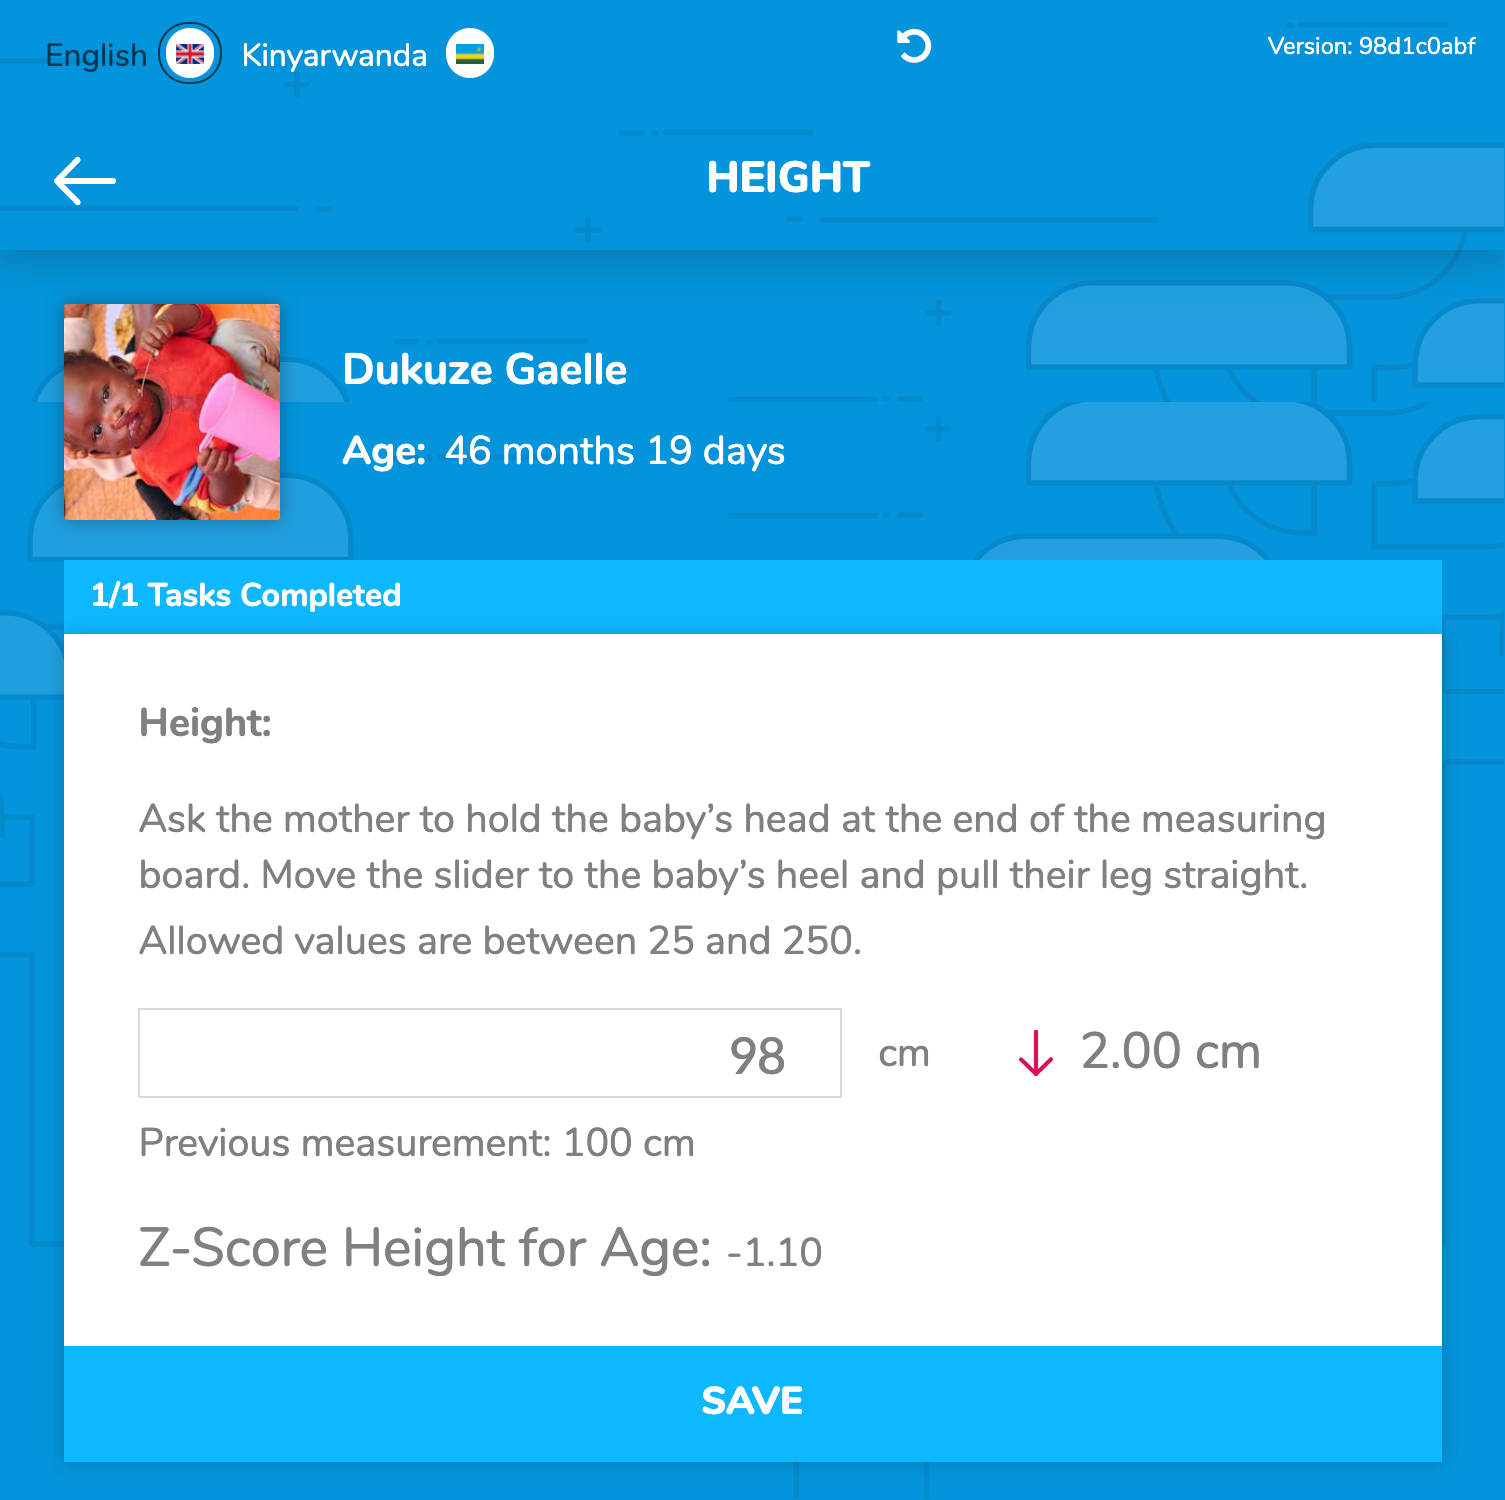 English Kinyarwanda Version: 98d1c0abf
HEIGHT
Dukuze Gaelle
Age: 46 months 19 days
1/1 Tasks Completed
Height:
Ask the mother to hold the baby’s head at the end of the measuring
board. Move the slider to the baby’s heel and pull their leg straight.
Allowed values are between 25 and 250.
98 cm 2.00 cm
Previous measurement: 100 cm
Z-Score Height for Age: -1.10
SAVE